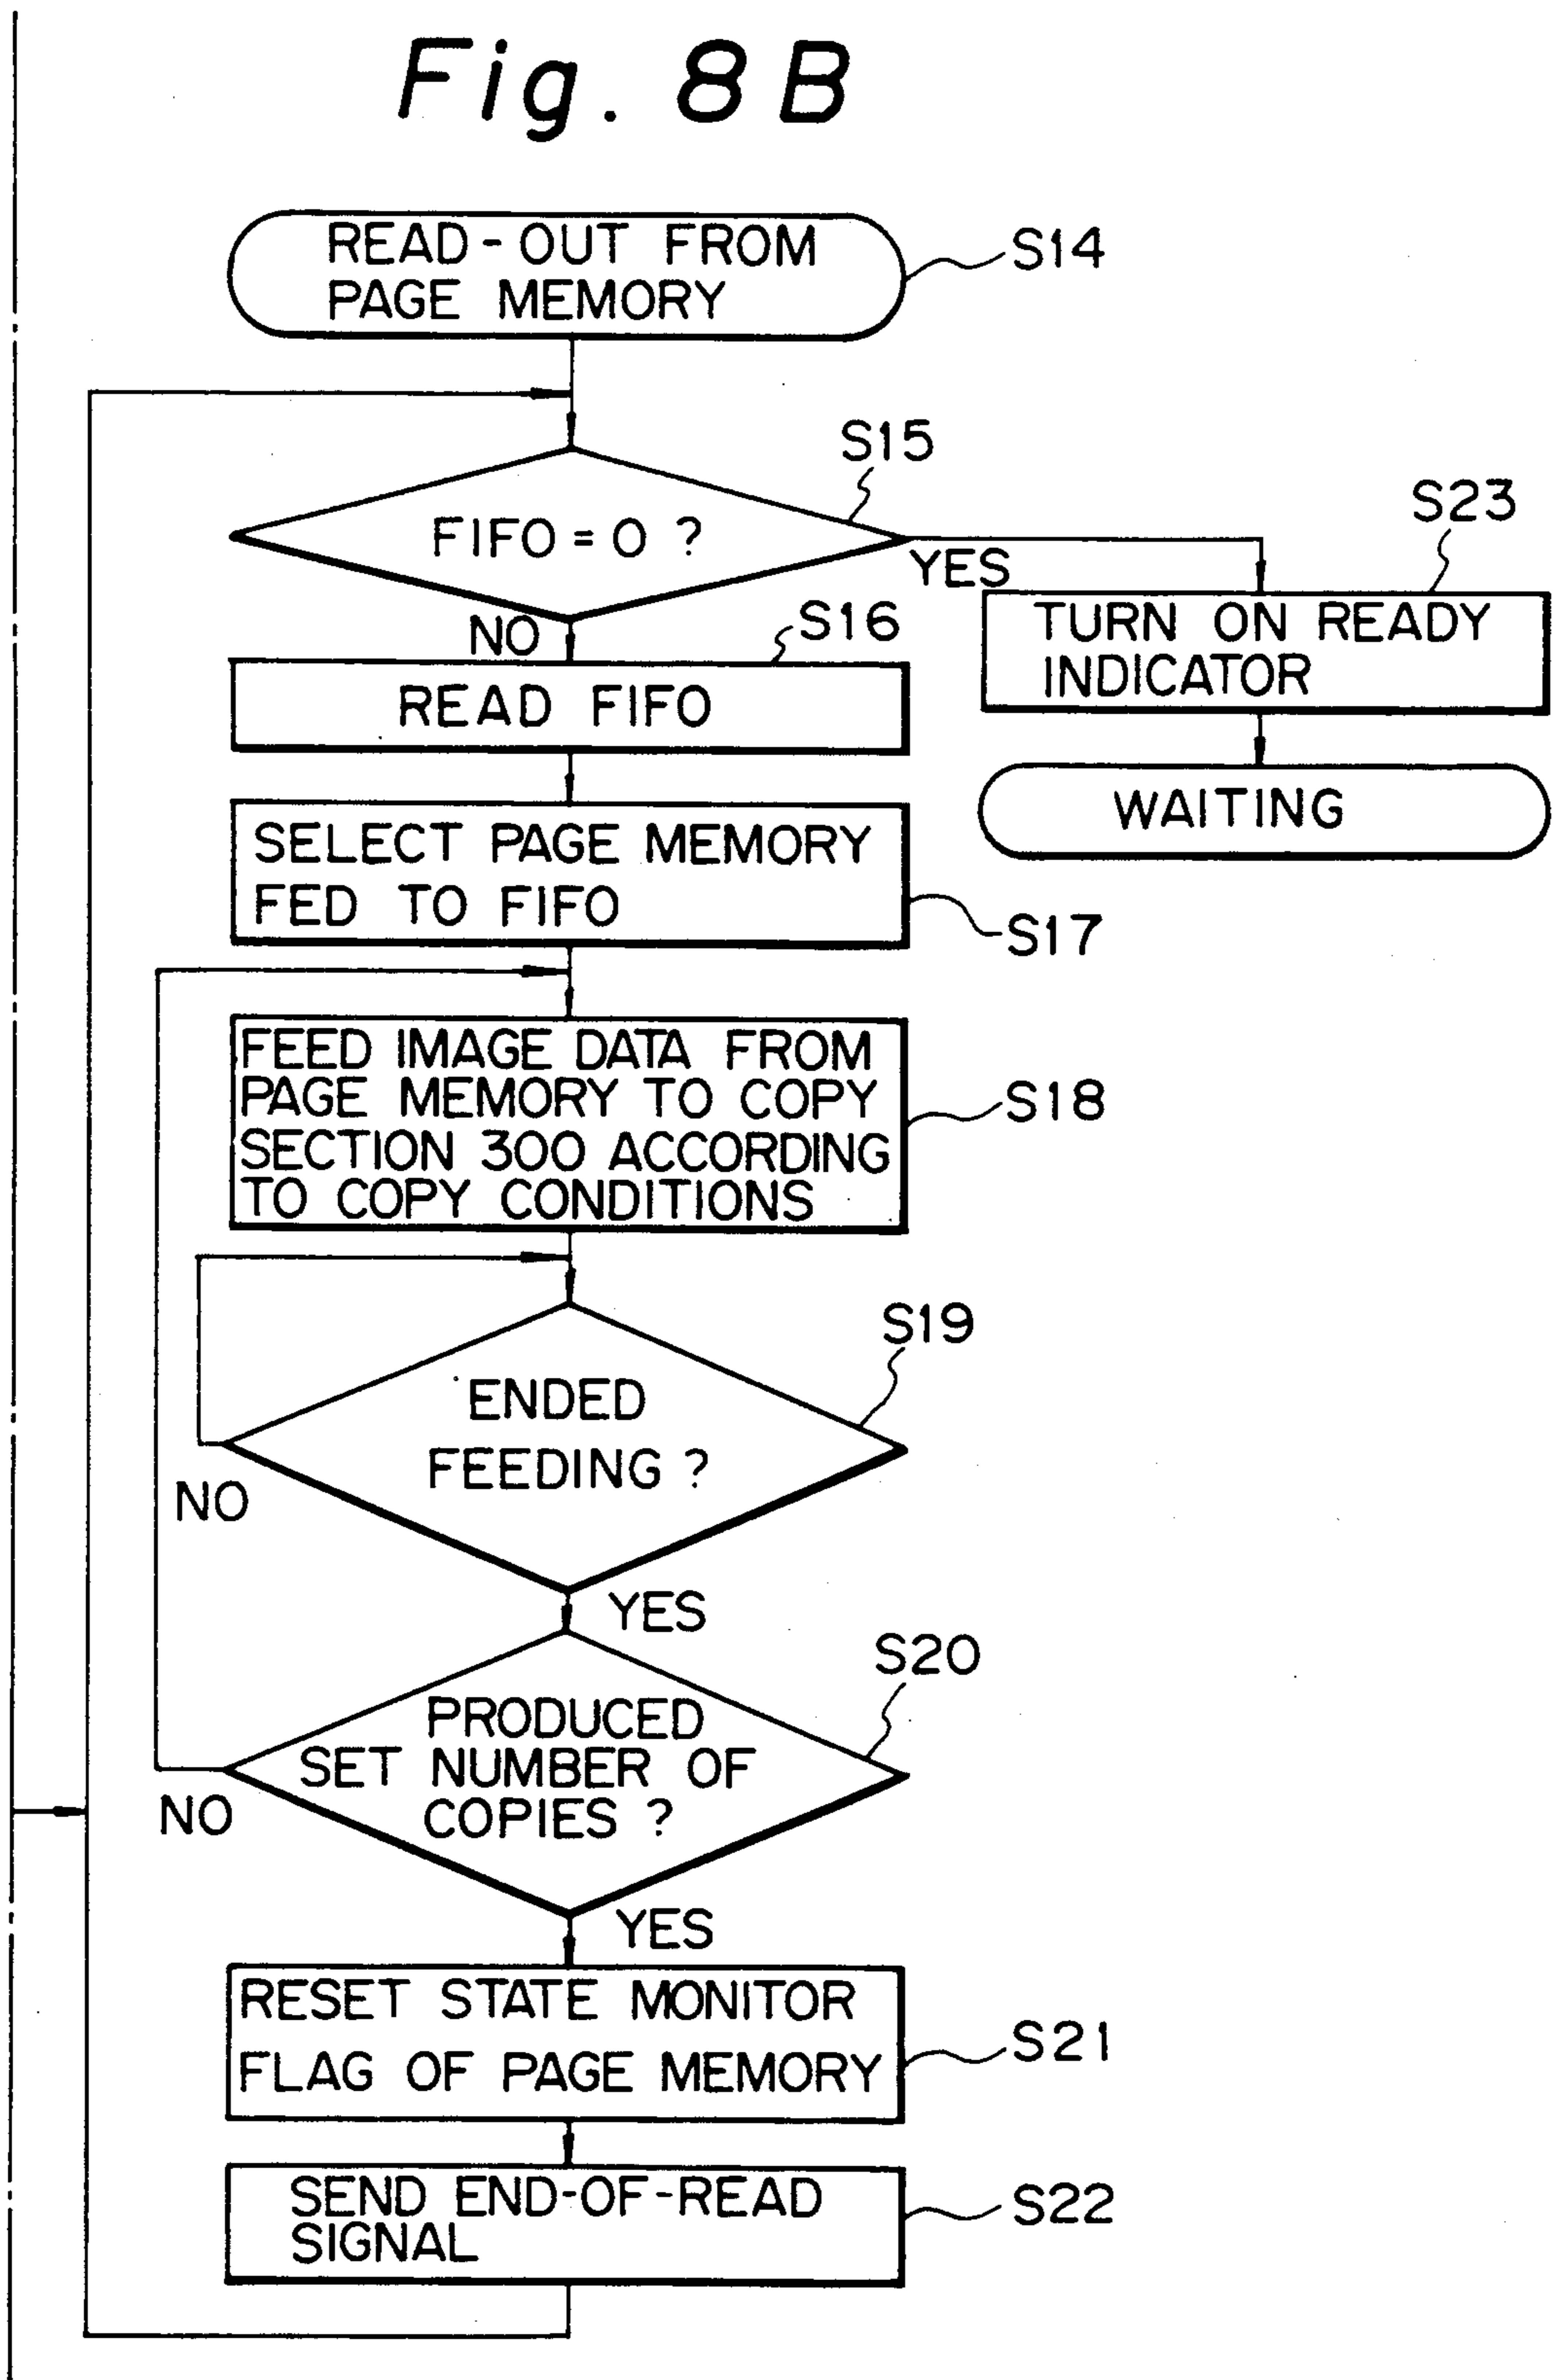 Fig. 8B
READ-OUT FROM
PAGE MEMORY
S14
S15
FIFO = 0 ?
YES
S23
NO
S16
TURN ON READY
INDICATOR
READ FIFO
WAITING
SELECT PAGE MEMORY
FED TO FIFO
S17
FEED IMAGE DATA FROM
PAGE MEMORY TO COPY
SECTION 300 ACCORDING
TO COPY CONDITIONS
S18
S19
ENDED
FEEDING ?
NO
YES
S20
PRODUCED
SET NUMBER OF
COPIES ?
NO
YES
RESET STATE MONITOR
FLAG OF PAGE MEMORY
S21
SEND END-OF-READ
SIGNAL
S22